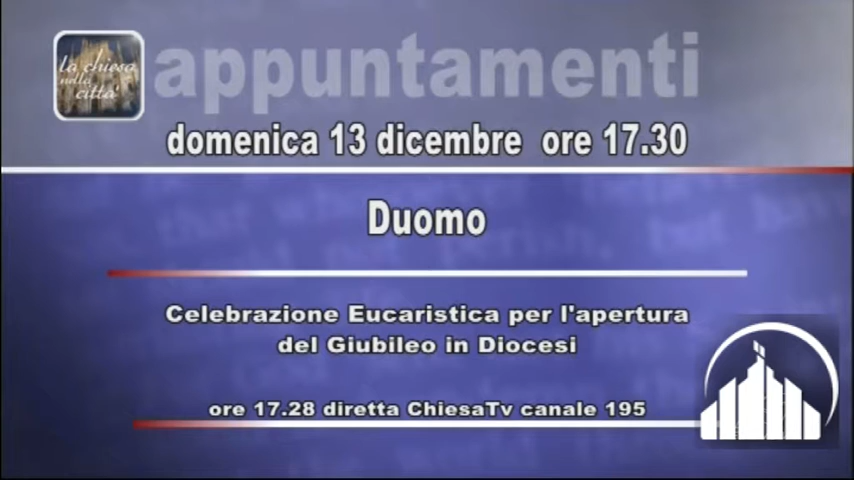 la chiesa
nella
città
appuntamenti
domenica 13 dicembre ore 17.30
Duomo
Celebrazione Eucaristica per l'apertura
del Giubileo in Diocesi
ore 17.28 diretta ChiesaTv canale 195